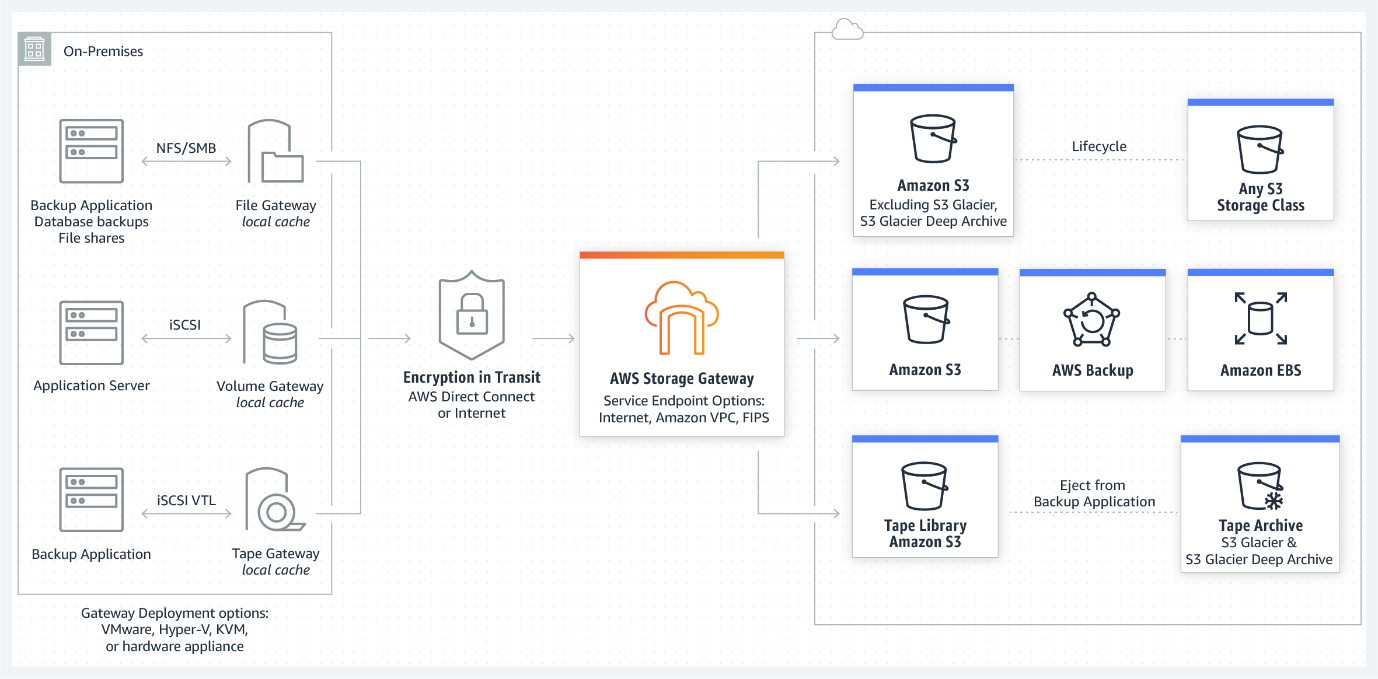 On-Premises
NFS/SMB
Backup Application
Database backups
File shares
File Gateway
local cache
iSCSI
Application Server
Volume Gateway
local cache
iSCSI VTL
Backup Application
Tape Gateway
local cache
Gateway Deployment options:
VMware, Hyper-V, KVM,
or hardware appliance
Encryption in Transit
AWS Direct Connect
or Internet
AWS Storage Gateway
Service Endpoint Options:
Internet, Amazon VPC, FIPS
Amazon S3
Excluding S3 Glacier,
S3 Glacier Deep Archive
Lifecycle
Any S3
Storage Class
Amazon S3
AWS Backup
Amazon EBS
Tape Library
Amazon S3
Eject from
Backup Application
Tape Archive
S3 Glacier &
S3 Glacier Deep Archive